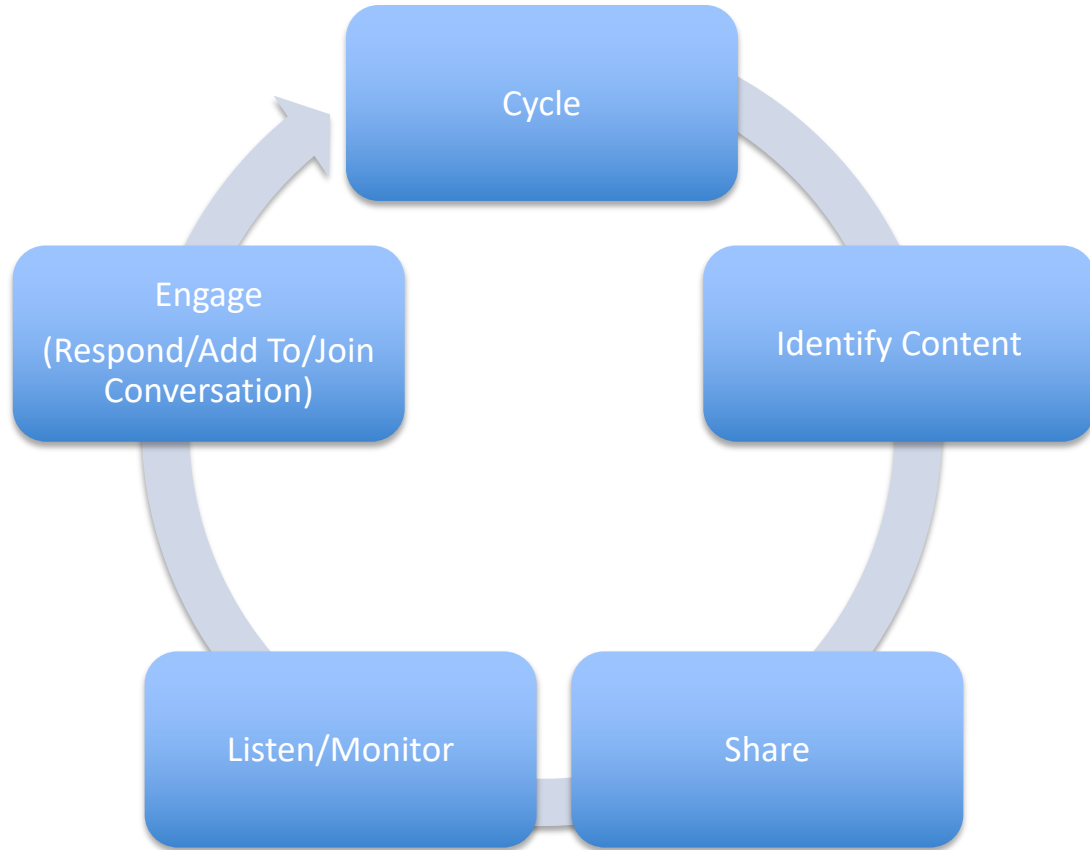 Cycle
Identify Content
Share
Listen/Monitor
Engage
(Respond/Add To/Join
Conversation)